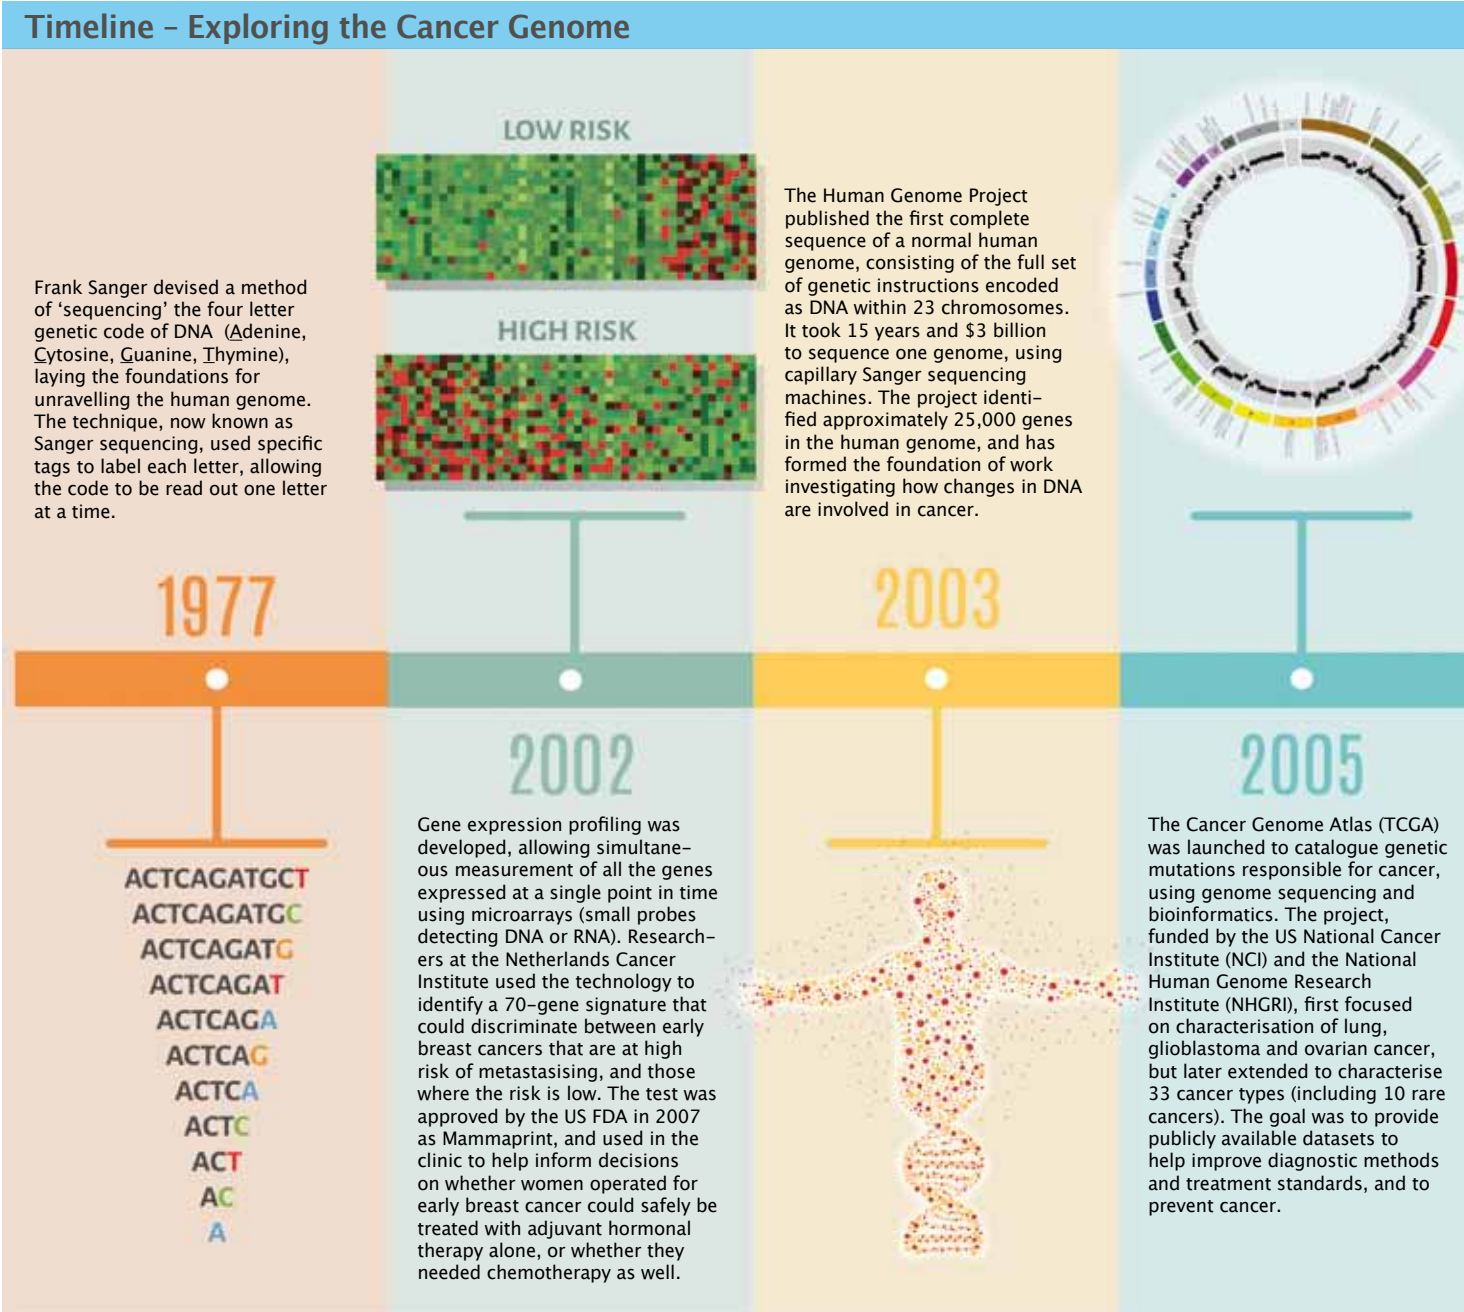 Timeline – Exploring the Cancer Genome
Frank Sanger devised a method
of ‘sequencing’ the four letter
genetic code of DNA (Adenine,
Cytosine, Guanine, Thymine),
laying the foundations for
unravelling the human genome.
The technique, now known as
Sanger sequencing, used specific
tags to label each letter, allowing
the code to be read out one letter
at a time.
1977
ACTCAGATGCT
ACTCAGATGC
ACTCAGATG
ACTCAGAT
ACTCAGA
ACTCAG
ACTCA
ACTC
ACT
AC
A
LOW RISK
HIGH RISK
2002
Gene expression profiling was
developed, allowing simultane-
ous measurement of all the genes
expressed at a single point in time
using microarrays (small probes
detecting DNA or RNA). Research-
ers at the Netherlands Cancer
Institute used the technology to
identify a 70-gene signature that
could discriminate between early
breast cancers that are at high
risk of metastasising, and those
where the risk is low. The test was
approved by the US FDA in 2007
as Mammaprint, and used in the
clinic to help inform decisions
on whether women operated for
early breast cancer could safely be
treated with adjuvant hormonal
therapy alone, or whether they
needed chemotherapy as well.
The Human Genome Project
published the first complete
sequence of a normal human
genome, consisting of the full set
of genetic instructions encoded
as DNA within 23 chromosomes.
It took 15 years and $3 billion
to sequence one genome, using
capillary Sanger sequencing
machines. The project identi-
fied approximately 25,000 genes
in the human genome, and has
formed the foundation of work
investigating how changes in DNA
are involved in cancer.
2003
2005
The Cancer Genome Atlas (TCGA)
was launched to catalogue genetic
mutations responsible for cancer,
using genome sequencing and
bioinformatics. The project,
funded by the US National Cancer
Institute (NCI) and the National
Human Genome Research
Institute (NHGRI), first focused
on characterisation of lung,
glioblastoma and ovarian cancer,
but later extended to characterise
33 cancer types (including 10 rare
cancers). The goal was to provide
publicly available datasets to
help improve diagnostic methods
and treatment standards, and to
prevent cancer.